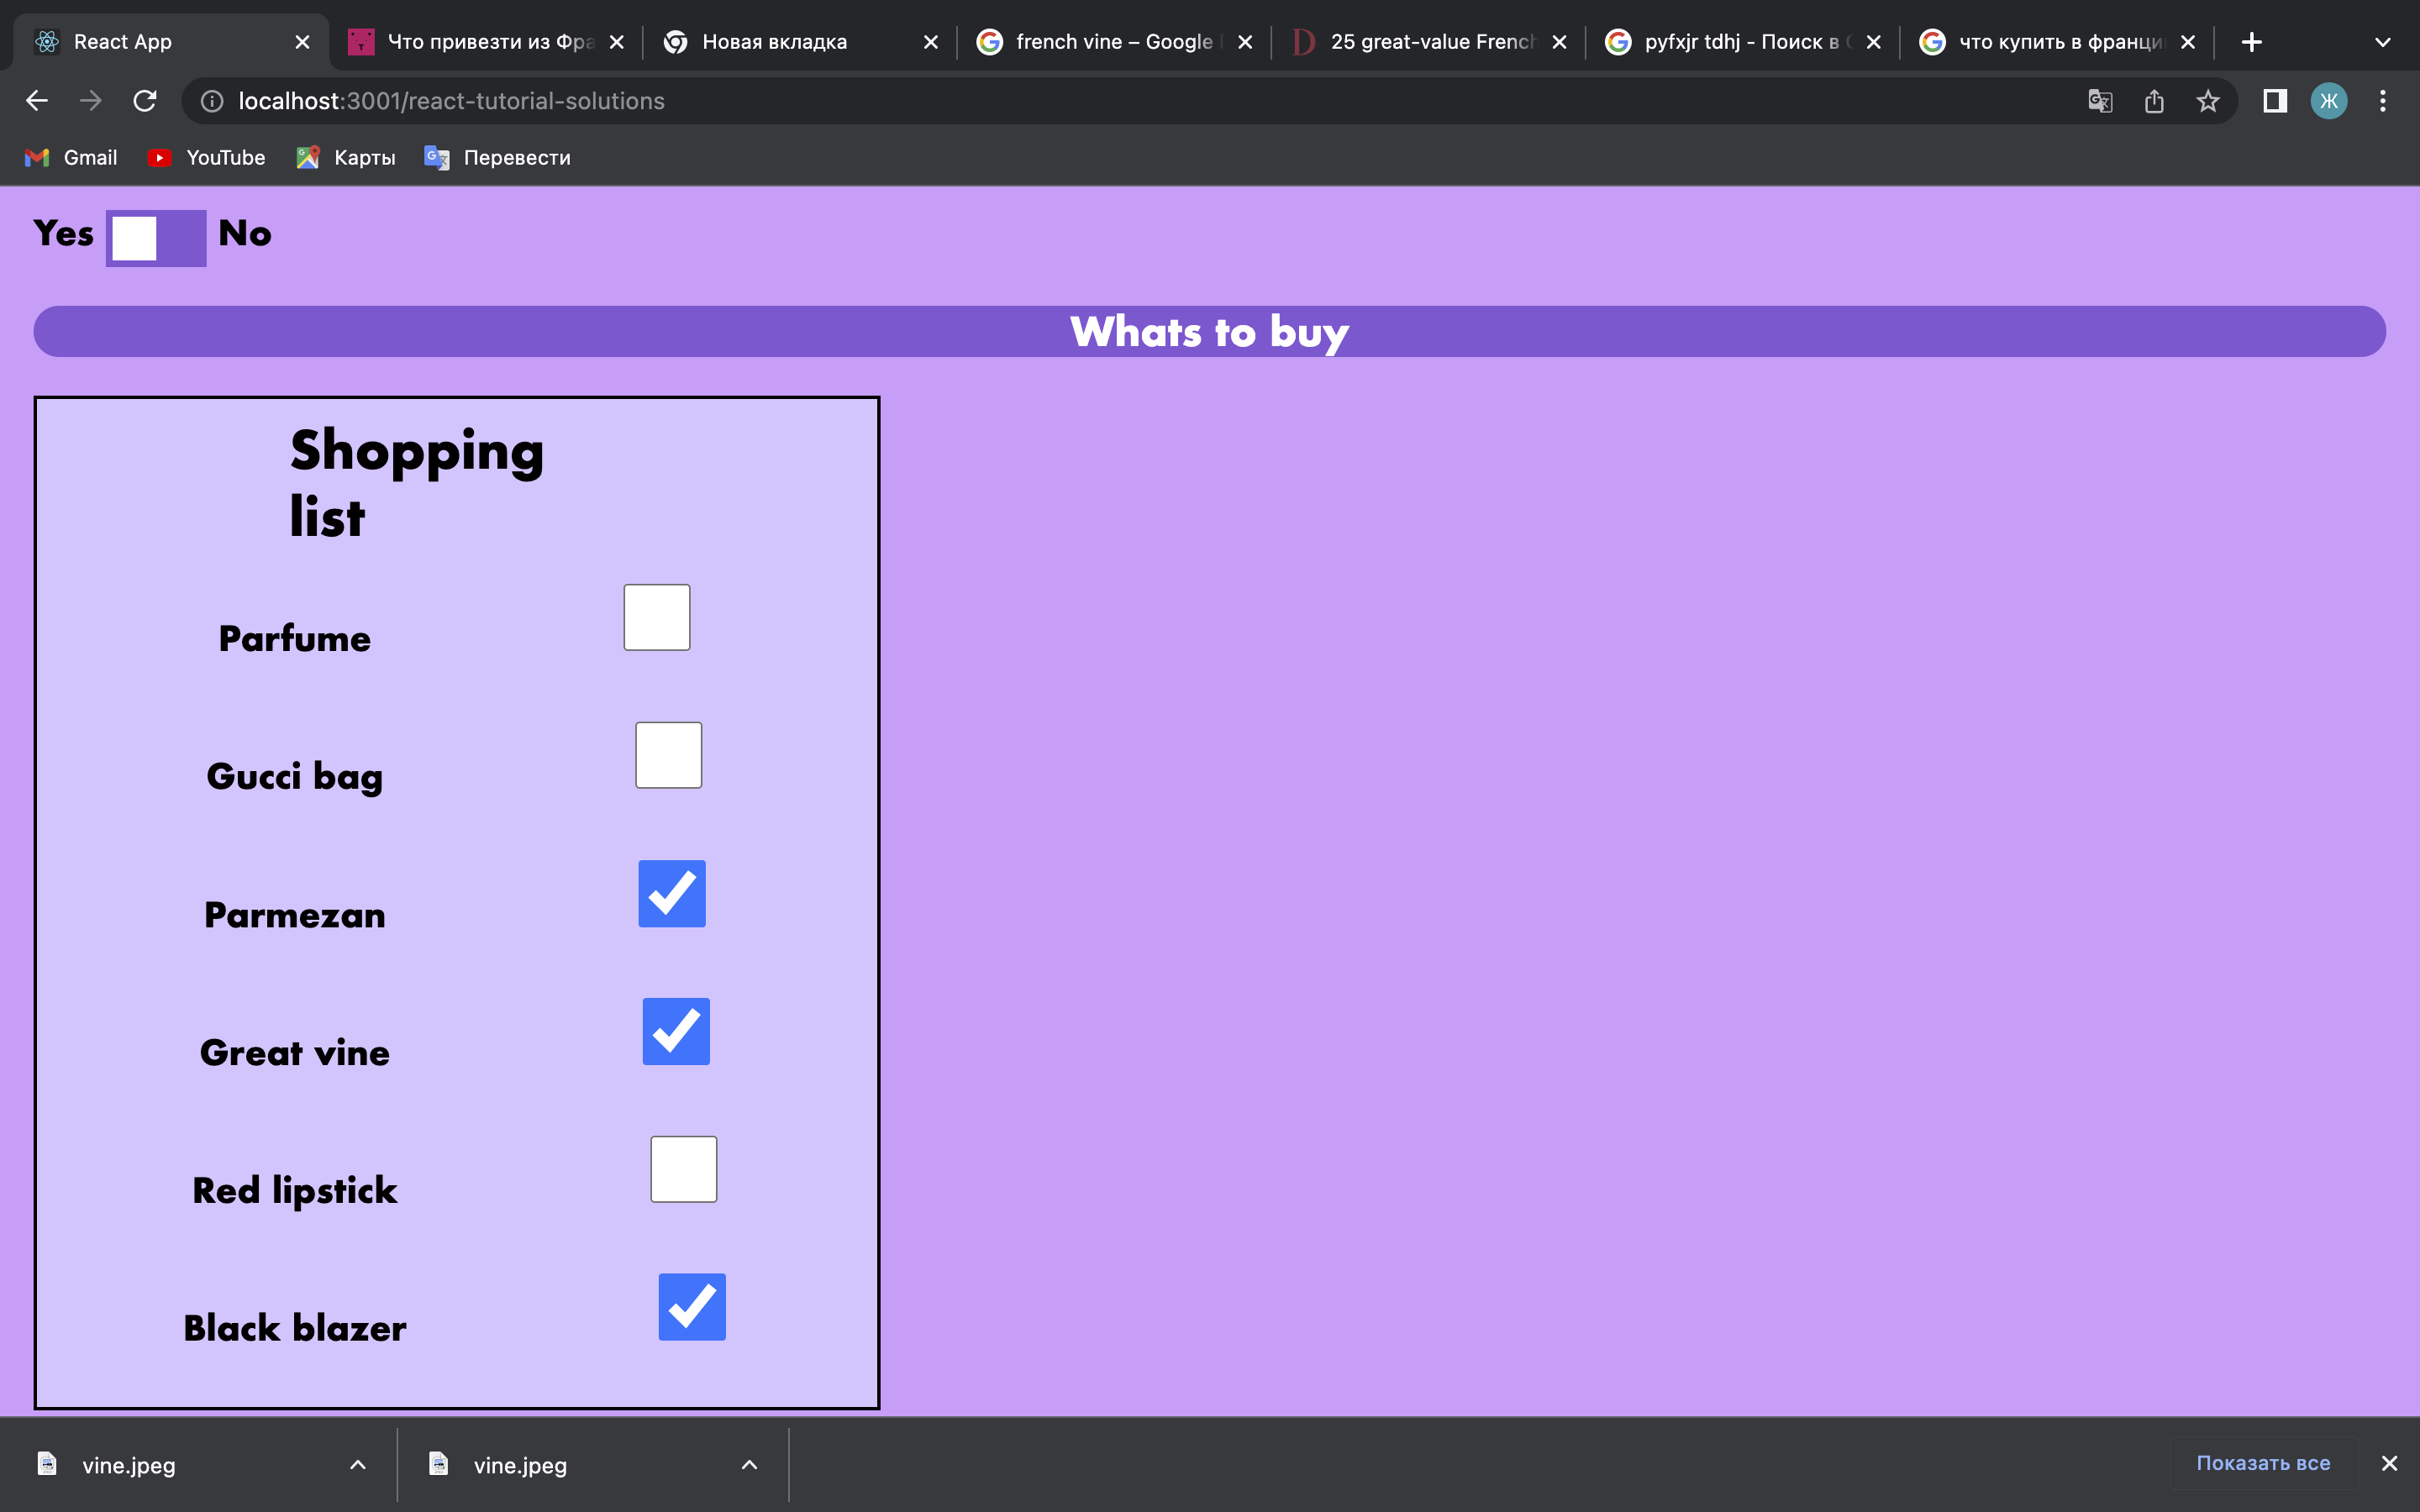 React App
Что привезти из Фра
Новая вкладка
french vine – Google
25 great-value French
pyfxjr tdhj - Поиск в
что купить в франци
localhost:3001/react-tutorial-solutions
Ж
Gmail
YouTube
Карты
Перевести
Yes
No
Whats to buy
Shopping
list
Parfume
Gucci bag
Parmezan
Great vine
Red lipstick
Black blazer
vine.jpeg
vine.jpeg
Показать все